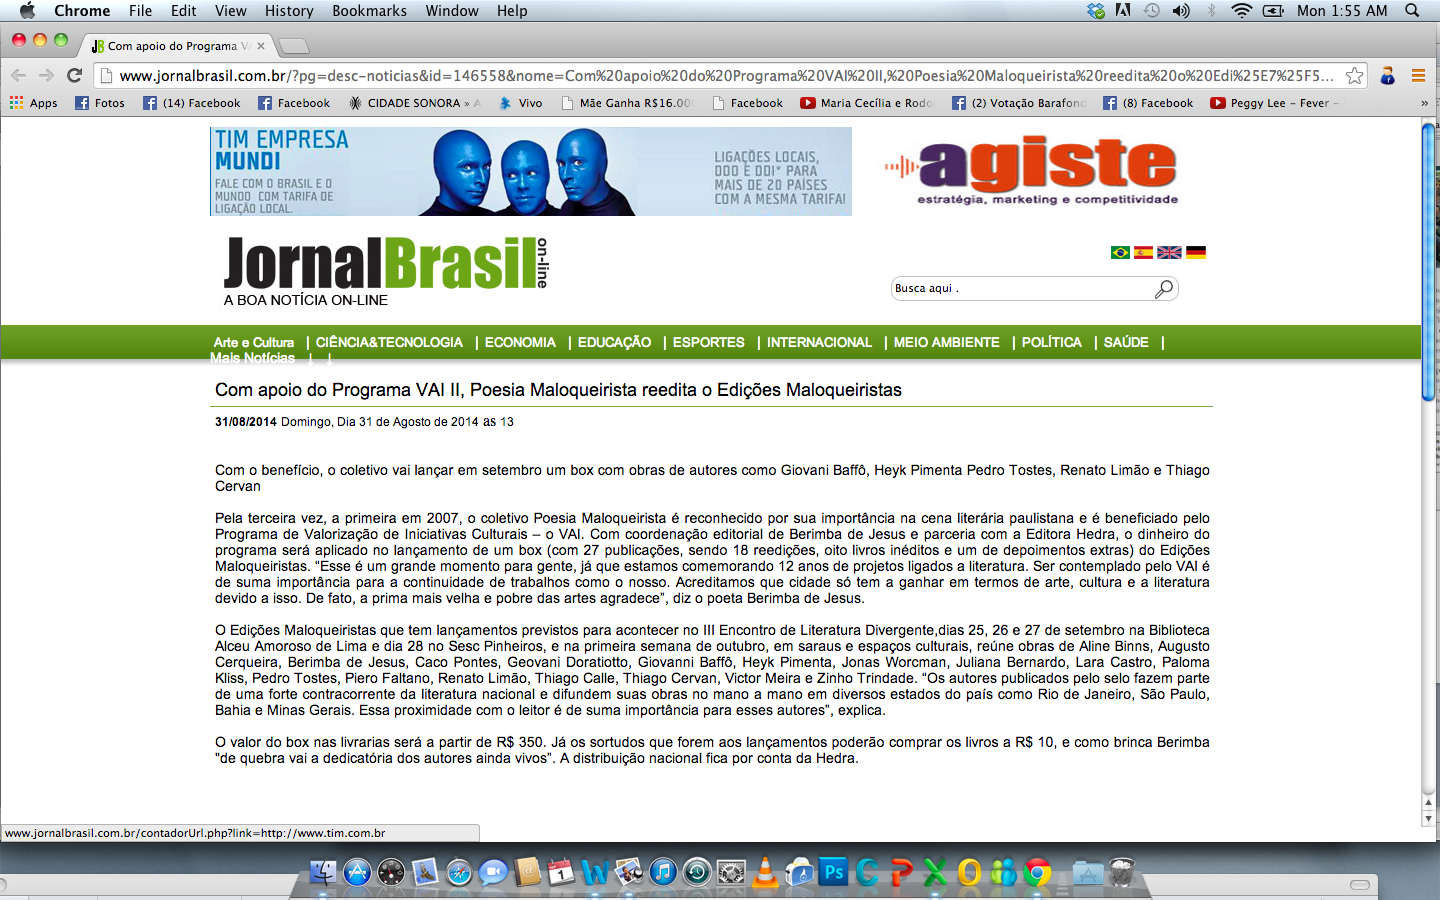 Chrome File Edit View History Bookmarks Window Help Mon 1:55 AM
Com apoio do Programa VA
www.jornalbrasil.com.br/?pg=desc-noticias&id=146558&nome=Com%20apoio%20do%20Programa%20VAI%20II,%20Poesia%20Maloqueirista%20reedita%20o%20Edi%25E7%25F5...
Apps Fotos (14) Facebook Facebook CIDADE SONORA » A Vivo Mãe Ganha R$16.00 Facebook Maria Cecília e Rodo (2) Votação Barafond (8) Facebook Peggy Lee – Fever – »
TIM EMPRESA
MUNDI
FALE COM O BRASIL E O
MUNDO COM TARIFA DE
LIGAÇÃO LOCAL.
LIGAÇÕES LOCAIS,
DDD E DDI* PARA
MAIS DE 20 PAÍSES
COM A MESMA TARIFA!
agiste
estratégia, marketing e competitividade
JornalBrasil on-line
A BOA NOTÍCIA ON-LINE
Busca aqui .
Arte e Cultura | CIÊNCIA&TECNOLOGIA | ECONOMIA | EDUCAÇÃO | ESPORTES | INTERNACIONAL | MEIO AMBIENTE | POLÍTICA | SAÚDE |
Mais Notícias | |
Com apoio do Programa VAI II, Poesia Maloqueirista reedita o Edições Maloqueiristas
31/08/2014 Domingo, Dia 31 de Agosto de 2014 as 13
Com o benefício, o coletivo vai lançar em setembro um box com obras de autores como Giovani Baffô, Heyk Pimenta Pedro Tostes, Renato Limão e Thiago
Cervan
Pela terceira vez, a primeira em 2007, o coletivo Poesia Maloqueirista é reconhecido por sua importância na cena literária paulistana e é beneficiado pelo
Programa de Valorização de Iniciativas Culturais – o VAI. Com coordenação editorial de Berimba de Jesus e parceria com a Editora Hedra, o dinheiro do
programa será aplicado no lançamento de um box (com 27 publicações, sendo 18 reedições, oito livros inéditos e um de depoimentos extras) do Edições
Maloqueiristas. “Esse é um grande momento para gente, já que estamos comemorando 12 anos de projetos ligados a literatura. Ser contemplado pelo VAI é
de suma importância para a continuidade de trabalhos como o nosso. Acreditamos que cidade só tem a ganhar em termos de arte, cultura e a literatura
devido a isso. De fato, a prima mais velha e pobre das artes agradece”, diz o poeta Berimba de Jesus.
O Edições Maloqueiristas que tem lançamentos previstos para acontecer no III Encontro de Literatura Divergente,dias 25, 26 e 27 de setembro na Biblioteca
Alceu Amoroso de Lima e dia 28 no Sesc Pinheiros, e na primeira semana de outubro, em saraus e espaços culturais, reúne obras de Aline Binns, Augusto
Cerqueira, Berimba de Jesus, Caco Pontes, Geovani Doratiotto, Giovanni Baffô, Heyk Pimenta, Jonas Worcman, Juliana Bernardo, Lara Castro, Paloma
Kliss, Pedro Tostes, Piero Faltano, Renato Limão, Thiago Calle, Thiago Cervan, Victor Meira e Zinho Trindade. “Os autores publicados pelo selo fazem parte
de uma forte contracorrente da literatura nacional e difundem suas obras no mano a mano em diversos estados do país como Rio de Janeiro, São Paulo,
Bahia e Minas Gerais. Essa proximidade com o leitor é de suma importância para esses autores”, explica.
O valor do box nas livrarias será a partir de R$ 350. Já os sortudos que forem aos lançamentos poderão comprar os livros a R$ 10, e como brinca Berimba
"de quebra vai a dedicatória dos autores ainda vivos”. A distribuição nacional fica por conta da Hedra.
www.jornalbrasil.com.br/contadorUrl.php?link=http://www.tim.com.br
1
Ps